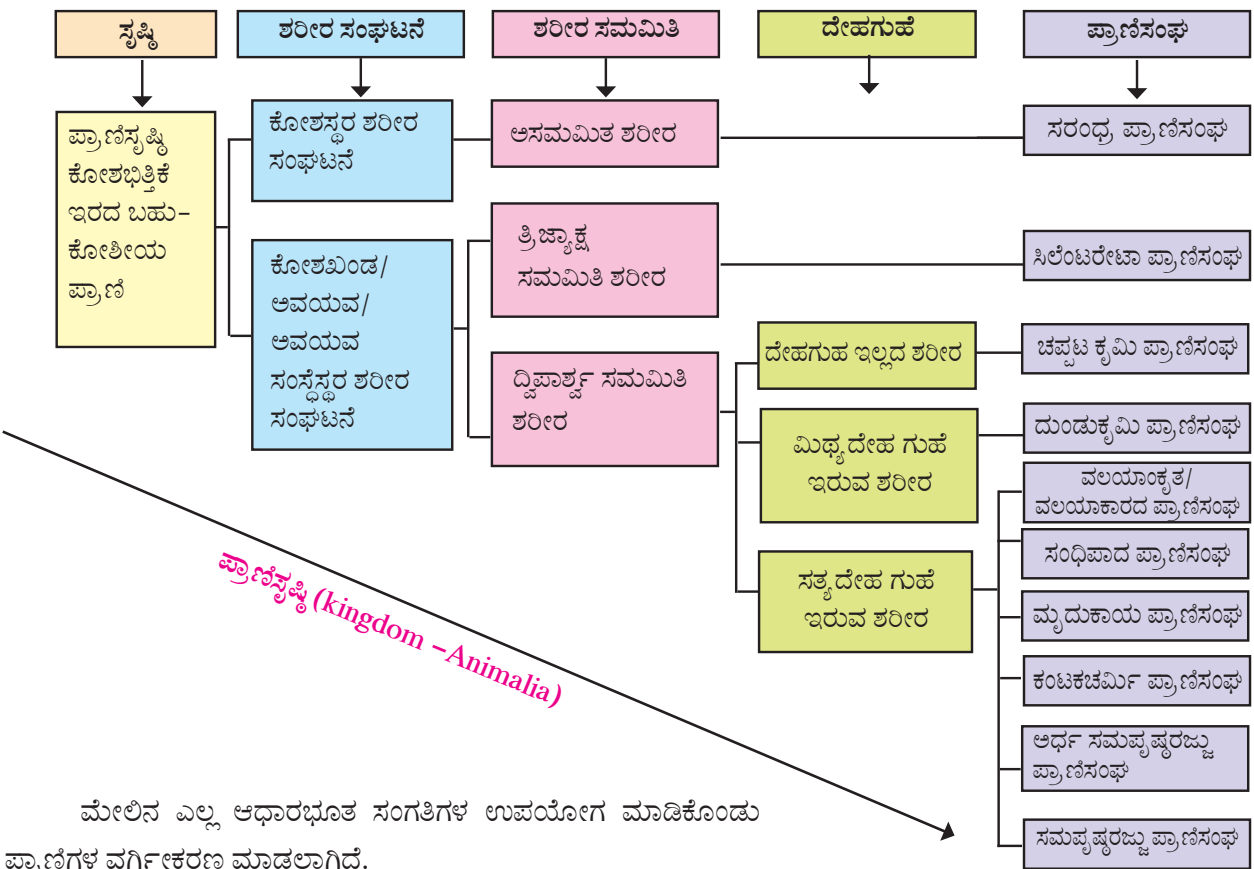 ಸೃಷ್ಠಿ
ಶರೀರ ಸಂಘಟನೆ
ಶರೀರ ಸಮಮಿತಿ
ದೇಹಗುಹೆ
ಪ್ರಾಣಿಸಂಘ
ಪ್ರಾಣಿಸೃಷ್ಠಿ
ಕೋಶಭಿತ್ತಿಕೆ
ಇರದ ಬಹು-
ಕೋಶೀಯ
ಪ್ರಾಣಿ
ಕೋಶಸ್ಥರ ಶರೀರ
ಸಂಘಟನೆ
ಕೋಶಖಂಡ/
ಅವಯವ/
ಅವಯವ
ಸಂಸ್ಥೆಸ್ಥರ ಶರೀರ
ಸಂಘಟನೆ
ಅಸಮಮಿತ ಶರೀರ
ತ್ರಿಜ್ಯಾಕ್ಷ
ಸಮಮಿತಿ ಶರೀರ
ದ್ವಿಪಾರ್ಶ್ವ ಸಮಮಿತಿ
ಶರೀರ
ದೇಹಗುಹ ಇಲ್ಲದ ಶರೀರ
ಮಿಥ್ಯದೇಹ ಗುಹೆ
ಇರುವ ಶರೀರ
ಸತ್ಯದೇಹ ಗುಹೆ
ಇರುವ ಶರೀರ
ಸರಂಧ್ರ ಪ್ರಾಣಿಸಂಘ
ಸಿಲೆಂಟರೇಟಾ ಪ್ರಾಣಿಸಂಘ
ಚಪ್ಪಟ ಕೃಮಿ ಪ್ರಾಣಿಸಂಘ
ದುಂಡುಕೃಮಿ ಪ್ರಾಣಿಸಂಘ
ವಲಯಾಂಕೃತ/
ವಲಯಾಕಾರದ ಪ್ರಾಣಿಸಂಘ
ಸಂಧಿಪಾದ ಪ್ರಾಣಿಸಂಘ
ಮೃದುಕಾಯ ಪ್ರಾಣಿಸಂಘ
ಕಂಟಕಚರ್ಮಿ ಪ್ರಾಣಿಸಂಘ
ಅರ್ಧ ಸಮಪೃಷ್ಠರಜ್ಜು
ಪ್ರಾಣಿಸಂಘ
ಸಮಪೃಷ್ಠರಜ್ಜು ಪ್ರಾಣಿಸಂಘ
ಪ್ರಾಣಿಸೃಷ್ಠಿ (kingdom –Animalia)
ಮೇಲಿನ ಎಲ್ಲ ಆಧಾರಭೂತ ಸಂಗತಿಗಳ ಉಪಯೋಗ ಮಾಡಿಕೊಂಡು
ಪ್ರಾಣಿಗಳ ವರ್ಗೀಕರಣ ಮಾಡಲಾಗಿದೆ.